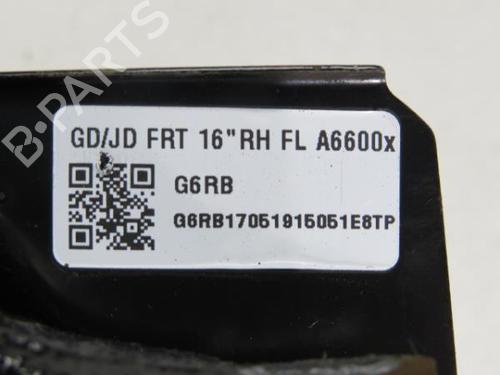 B-PARTS
GD/JD FRT 16"RH FL A6600x
G6RB
G6RB17051915051E8TP